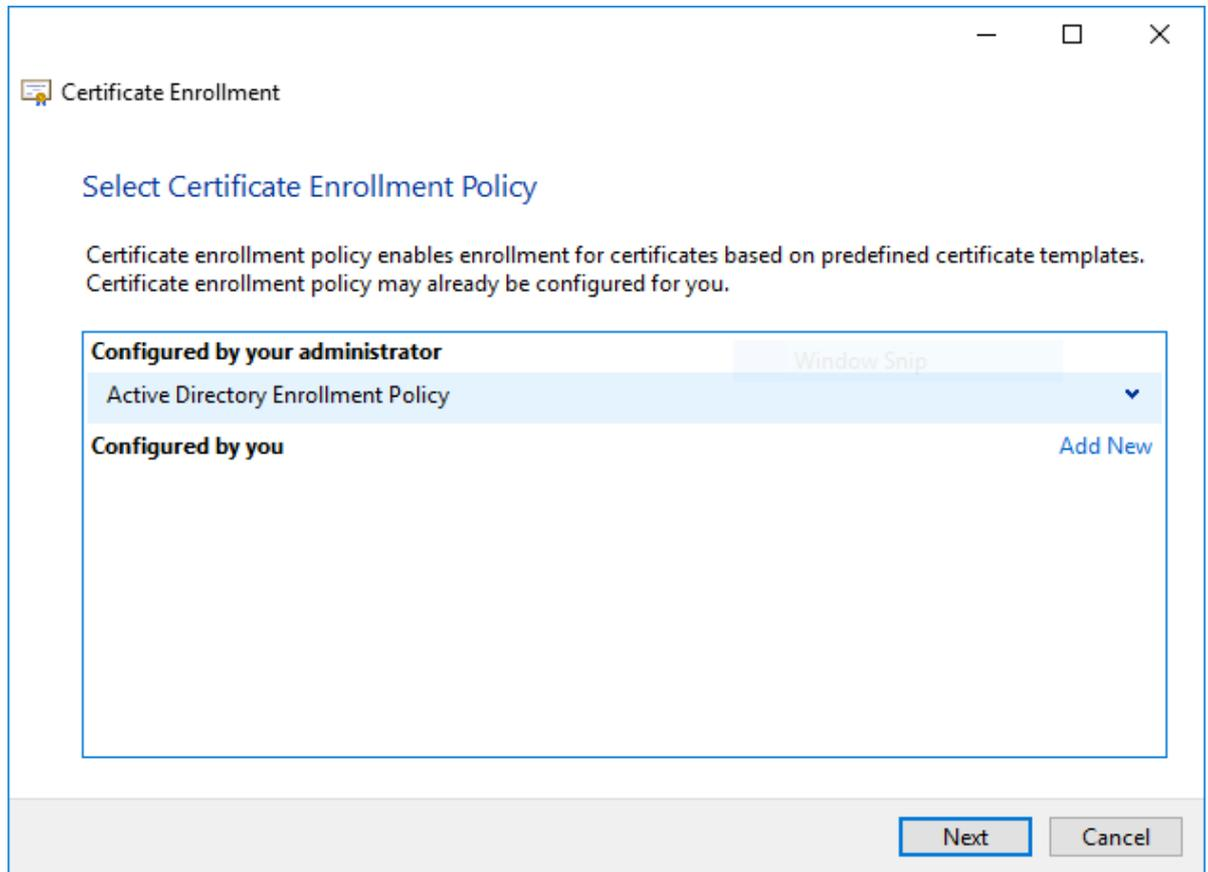 Certificate Enrollment
Select Certificate Enrollment Policy
Certificate enrollment policy enables enrollment for certificates based on predefined certificate templates.
Certificate enrollment policy may already be configured for you.
Configured by your administrator
Window Snip
Active Directory Enrollment Policy
Configured by you Add New
Next Cancel